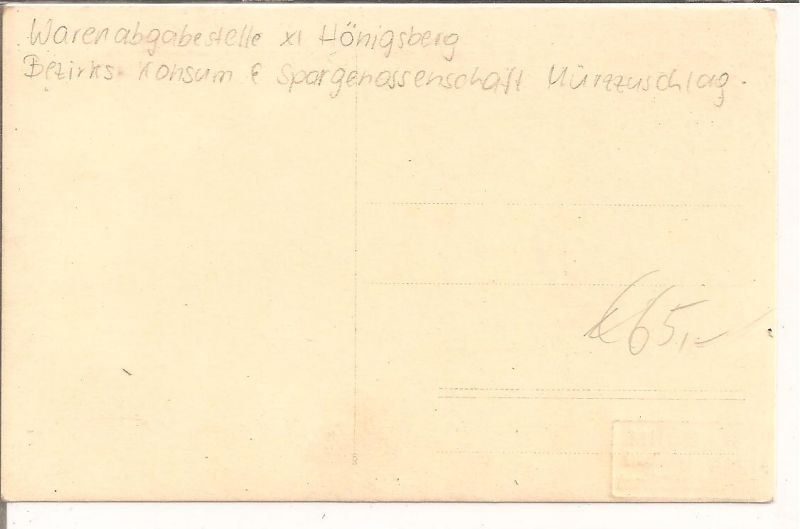 Warenabgabestelle XI Hönigsberg
Bezirks- Konsum & Spargenossenschaft Mürzzuschlag.
€65,-